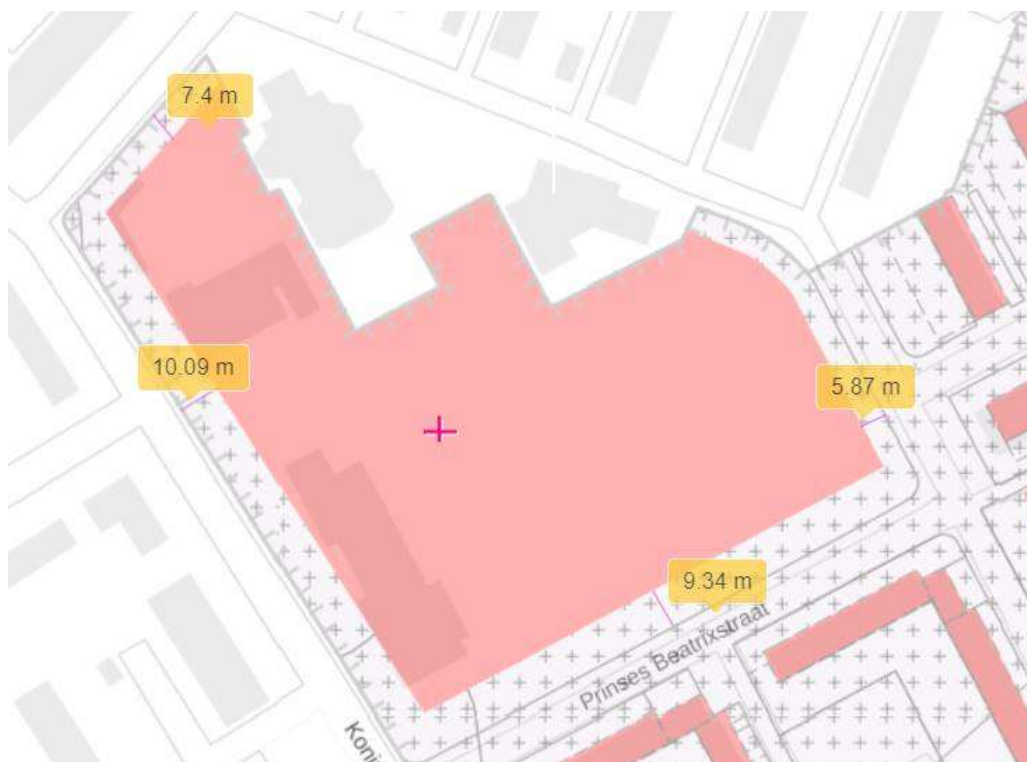 7.4 m
10.09 m
5.87 m
9.34 m
Prinses Beatrixstraat
Koni